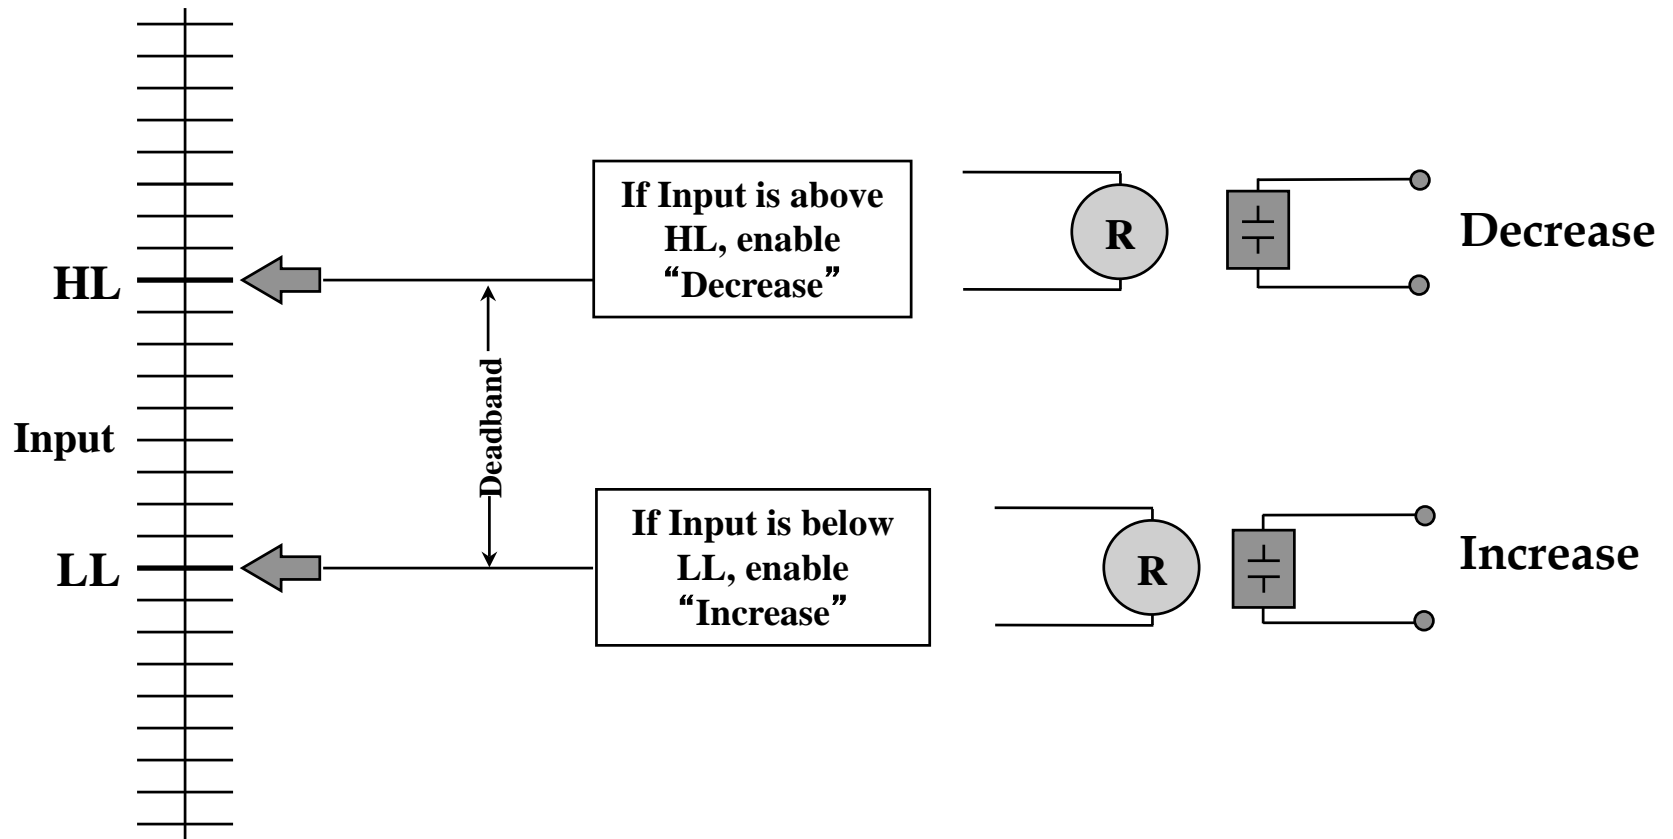 If Input is above
HL, enable
“Decrease”
R
Decrease
HL
Deadband
Input
If Input is below
LL, enable
“Increase”
R
Increase
LL